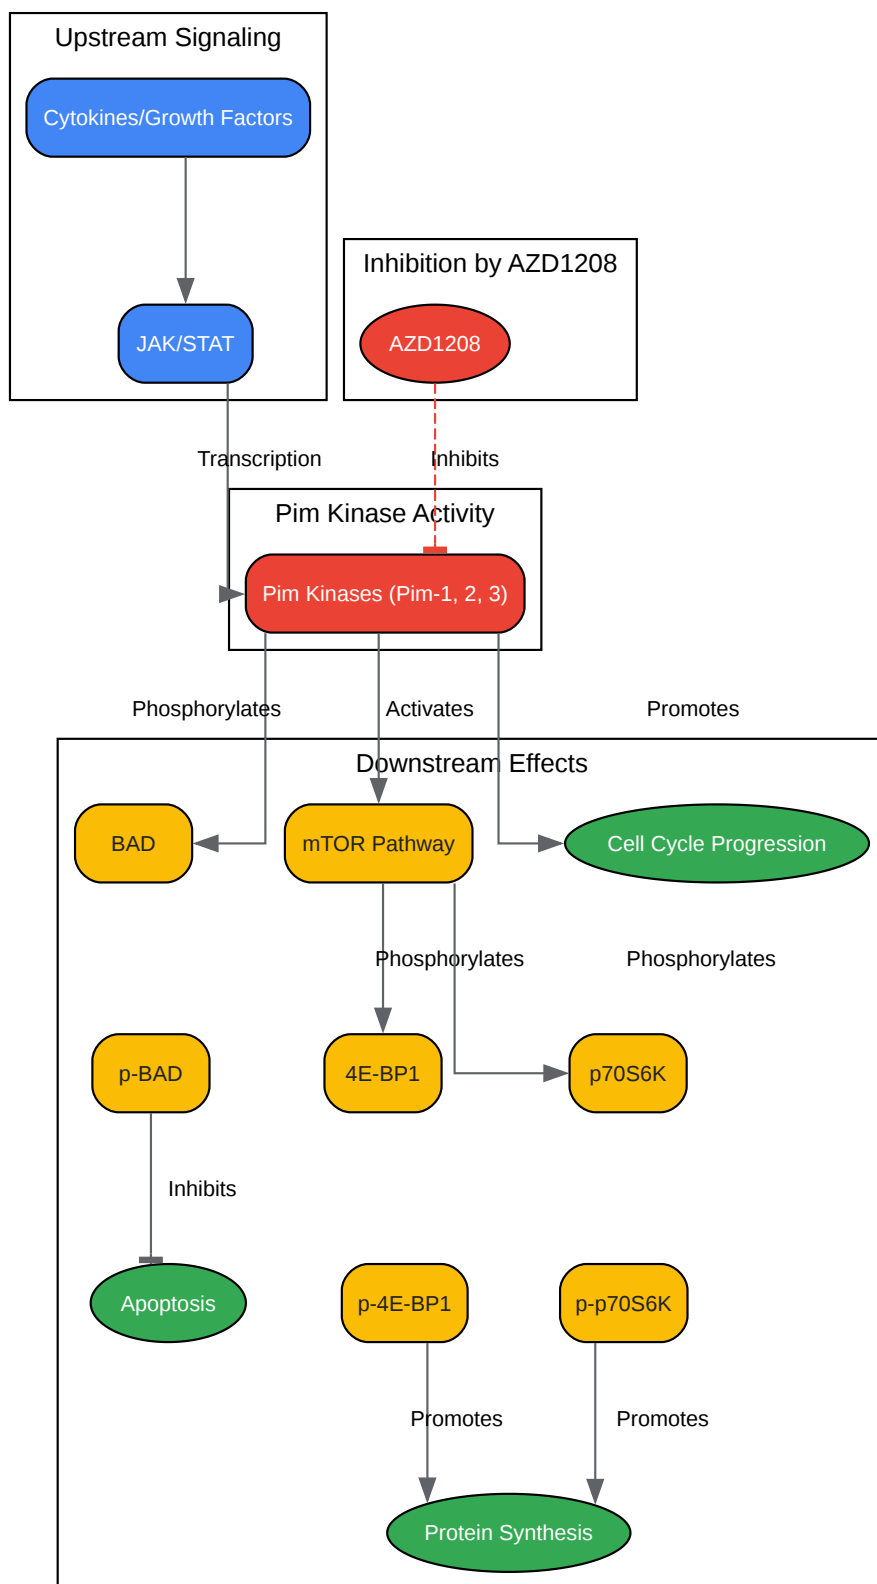 Upstream Signaling
Cytokines/Growth Factors
Inhibition by AZD1208
JAK/STAT
AZD1208
Transcription
Inhibits
Pim Kinase Activity
Pim Kinases (Pim-1, 2, 3)
Phosphorylates
Activates
Promotes
Downstream Effects
BAD
mTOR Pathway
Cell Cycle Progression
Phosphorylates
Phosphorylates
p-BAD
4E-BP1
p70S6K
Inhibits
Apoptosis
p-4E-BP1
p-p70S6K
Promotes
Promotes
Protein Synthesis